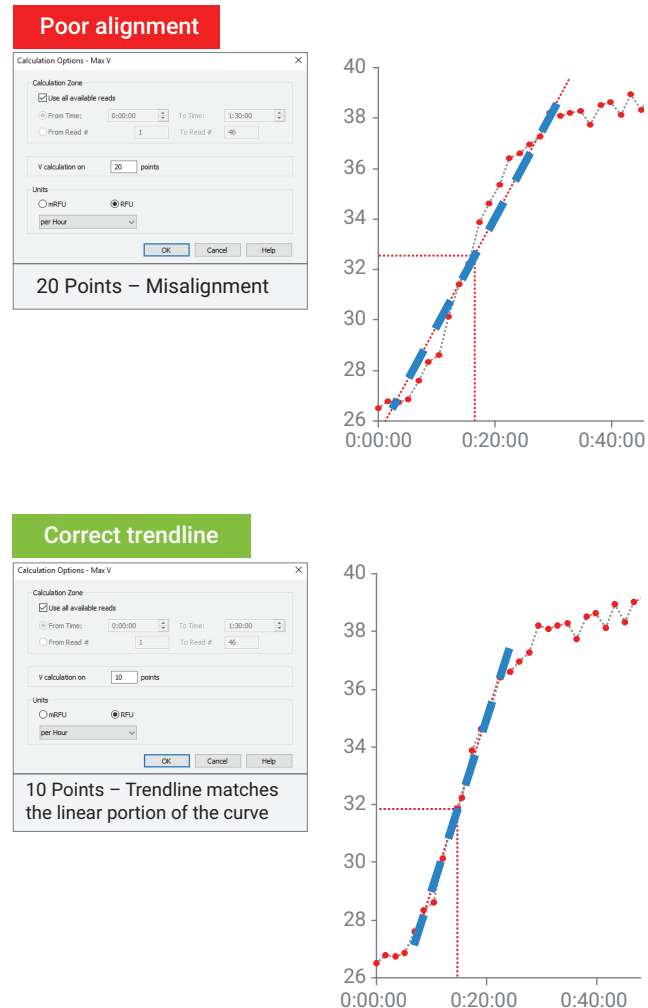 Poor alignment
Calculation Options - Max V
Calculation Zone
Use all available reads
From Time: 0:00:00 To Time: 1:30:00
From Read # 1 To Read # 46
V calculation on 20 points
Units
mRFU RFU
per Hour
OK Cancel Help
20 Points – Misalignment
40
38
36
34
32
30
28
26
0:00:00 0:20:00 0:40:00
Correct trendline
Calculation Options - Max V
Calculation Zone
Use all available reads
From Time: 0:00:00 To Time: 1:30:00
From Read # 1 To Read # 46
V calculation on 10 points
Units
mRFU RFU
per Hour
OK Cancel Help
10 Points – Trendline matches
the linear portion of the curve
40
38
36
34
32
30
28
26
0:00:00 0:20:00 0:40:00